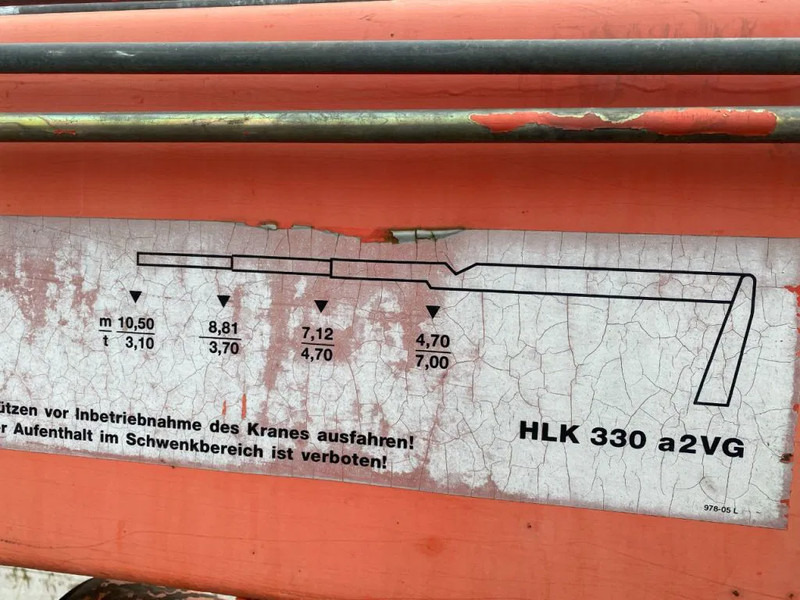 m 10,50 8,81 7,12 4,70
t 3,10 3,70 4,70 7,00
vor Inbetriebnahme des Kranes ausfahren!
Aufenthalt im Schwenkbereich ist verboten!
HLK 330 a2VG
978-05 L